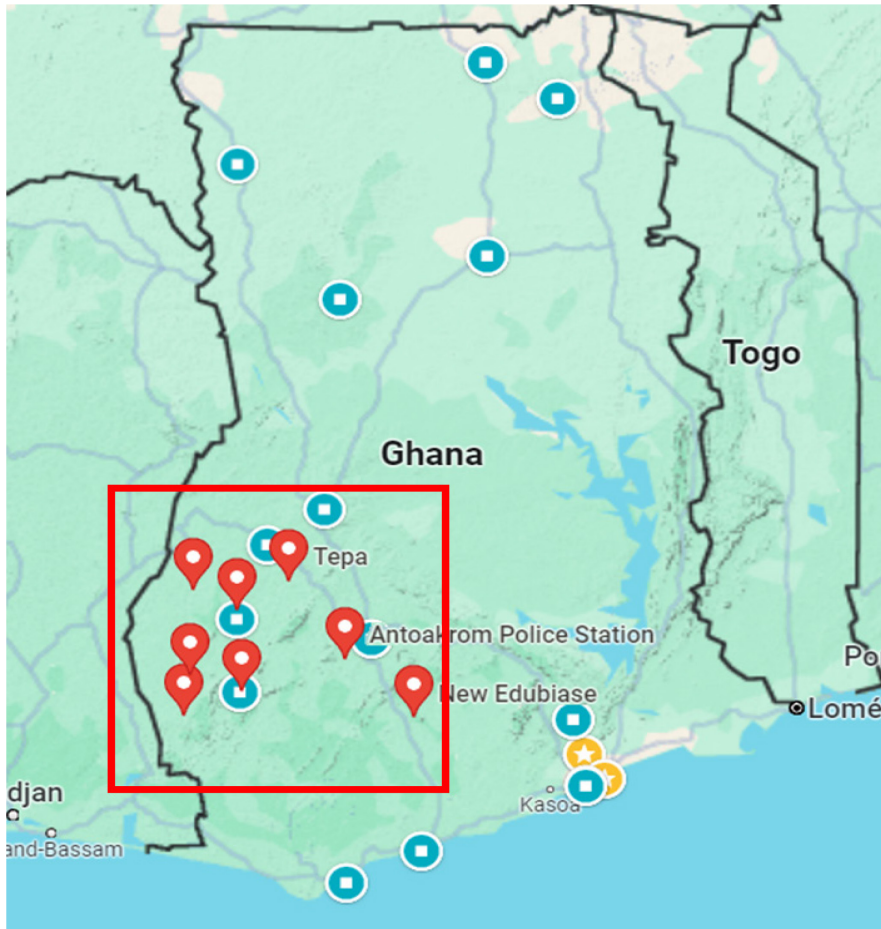 Togo
Ghana
Tepa
Antoakrom Police Station
New Edubiase
Po
Lomé
djan
Kasoa
and-Bassam